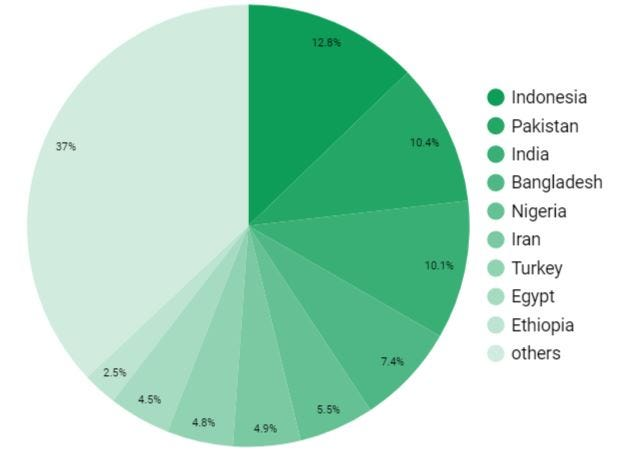 12.8%
10.4%
10.1%
7.4%
5.5%
4.9%
4.8%
4.5%
2.5%
37%
Indonesia
Pakistan
India
Bangladesh
Nigeria
Iran
Turkey
Egypt
Ethiopia
others